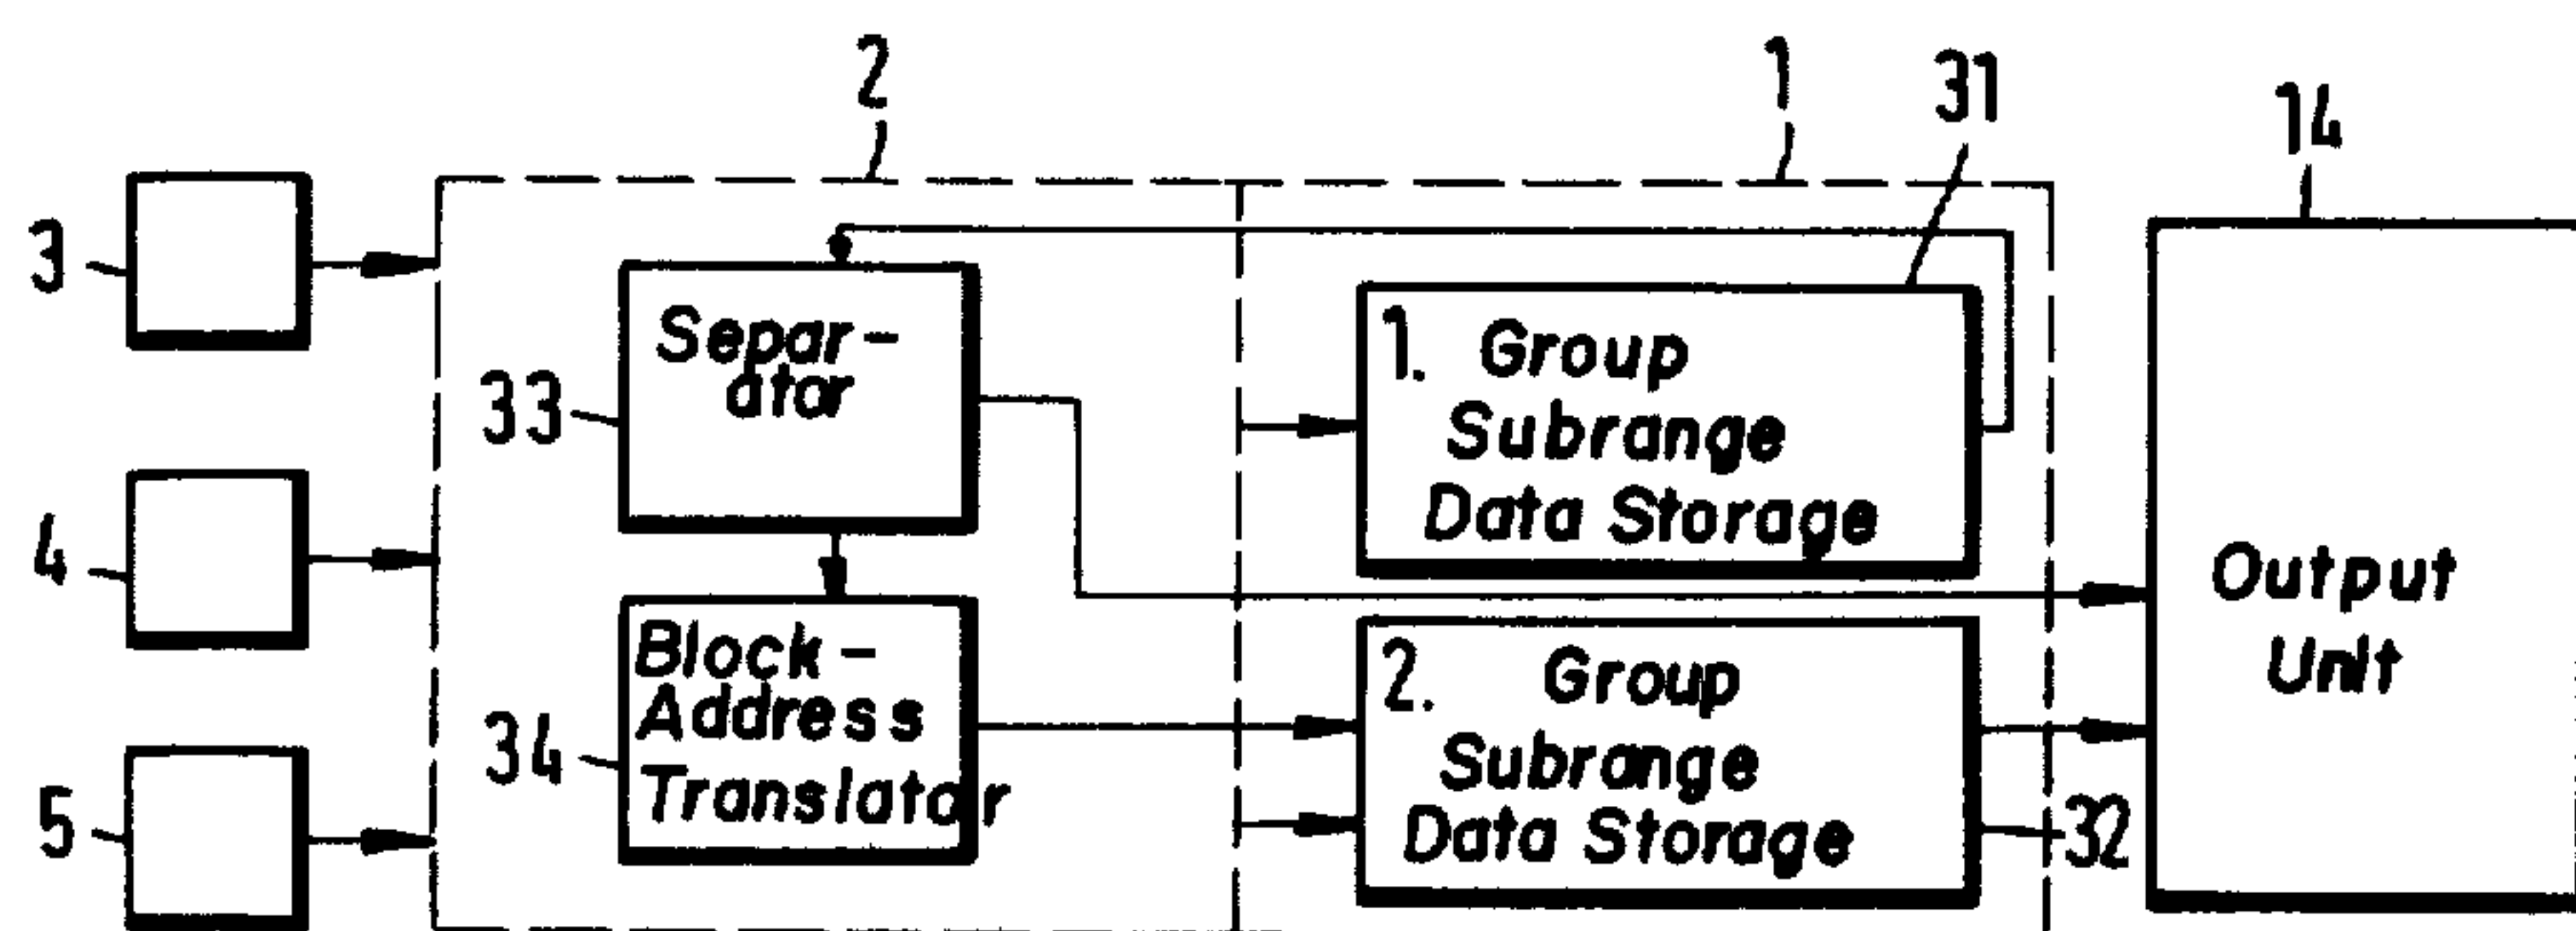 2
1
31
14
3
Separ-
ator
33
1. Group
Subrange
Data Storage
4
Output
Unit
Block-
Address
Translator
34
2. Group
Subrange
Data Storage
5
32